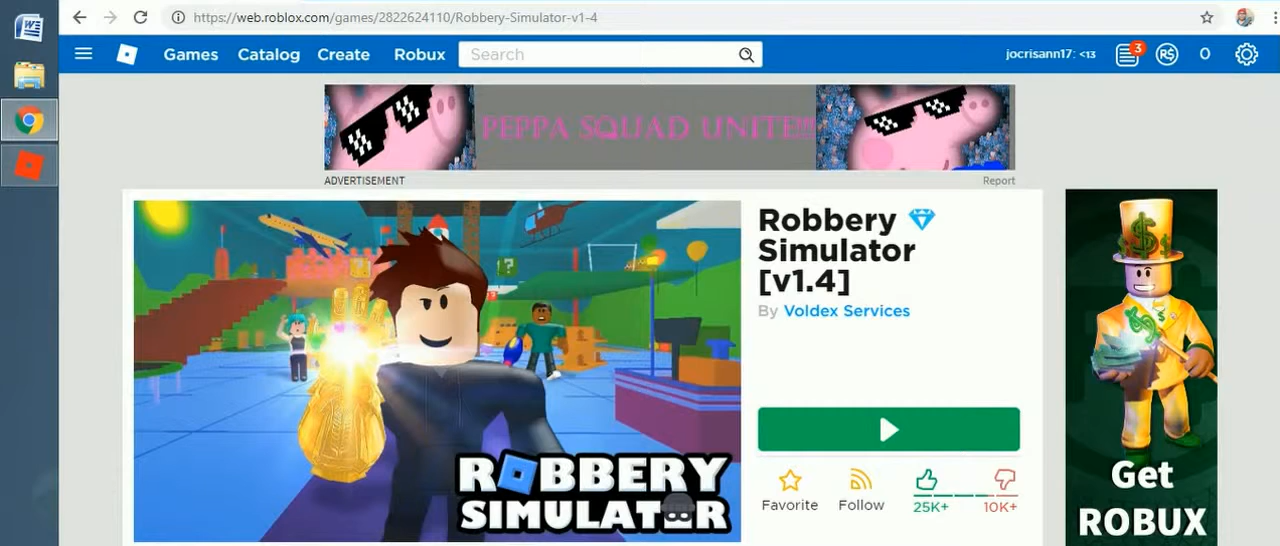 https://web.roblox.com/games/2822624110/Robbery-Simulator-v1-4
Games Catalog Create Robux Search jocrisann17: <13 3 R$ 0
PEPPA SQUAD UNITE!!!
ADVERTISEMENT Report
Robbery
Simulator
[v1.4]
By Voldex Services
ROBBERY
SIMULATOR
Favorite Follow 25K+ 10K+
Get
ROBUX